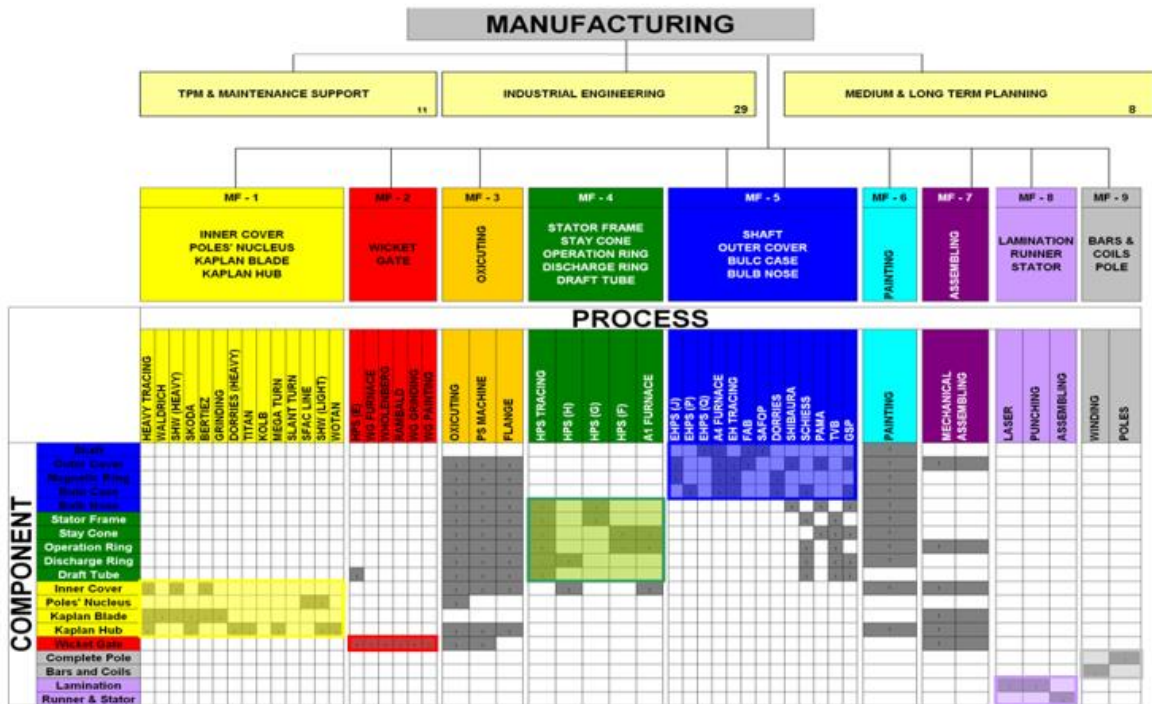 MANUFACTURING
TPM & MAINTENANCE SUPPORT
11
INDUSTRIAL ENGINEERING
29
MEDIUM & LONG TERM PLANNING
8
MF - 1
INNER COVER
POLES' NUCLEUS
KAPLAN BLADE
KAPLAN HUB
MF - 2
WICKET
GATE
MF - 3
OXICUTING
MF - 4
STATOR FRAME
STAY CONE
OPERATION RING
DISCHARGE RING
DRAFT TUBE
MF - 5
SHAFT
OUTER COVER
BULC CASE
BULB NOSE
MF - 6
PAINTING
MF - 7
ASSEMBLING
MF - 8
LAMINATION
RUNNER
STATOR
MF - 9
BARS &
COILS
POLE
PROCESS
HEAVY TRACING
WALDRICH
SHW (HEAVY)
SKODA
BERTIEZ
GRINDING
DORRIES (HEAVY)
TITAN
KOLB
MEGA TURN
SLANT TURN
SFAC LINE
SHW (LIGHT)
WOTAN
HPS (E)
WG FURNACE
WHOLENBERG
RAMBALD
WG GRINDING
WG PAINTING
OXICUTING
PS MACHINE
FLANGE
HPS TRACING
HPS (H)
HPS (G)
HPS (F)
A1 FURNACE
EHPS (J)
EHPS (P)
EHPS (Q)
A4 FURNACE
EH TRACING
FAB
SAFOP
DORRIES
SHIBAURA
SCHIESS
PAMA
TVB
GSP
PAINTING
MECHANICAL
ASSEMBLING
LASER
PUNCHING
ASSEMBLING
WINDING
POLES
COMPONENT
Shaft
Outer Cover
Magnetic Ring
Bulc Case
Bulb Nose
Stator Frame
Stay Cone
Operation Ring
Discharge Ring
Draft Tube
Inner Cover
Poles' Nucleus
Kaplan Blade
Kaplan Hub
Wicket Gate
Complete Pole
Bars and Coils
Lamination
Runner & Stator